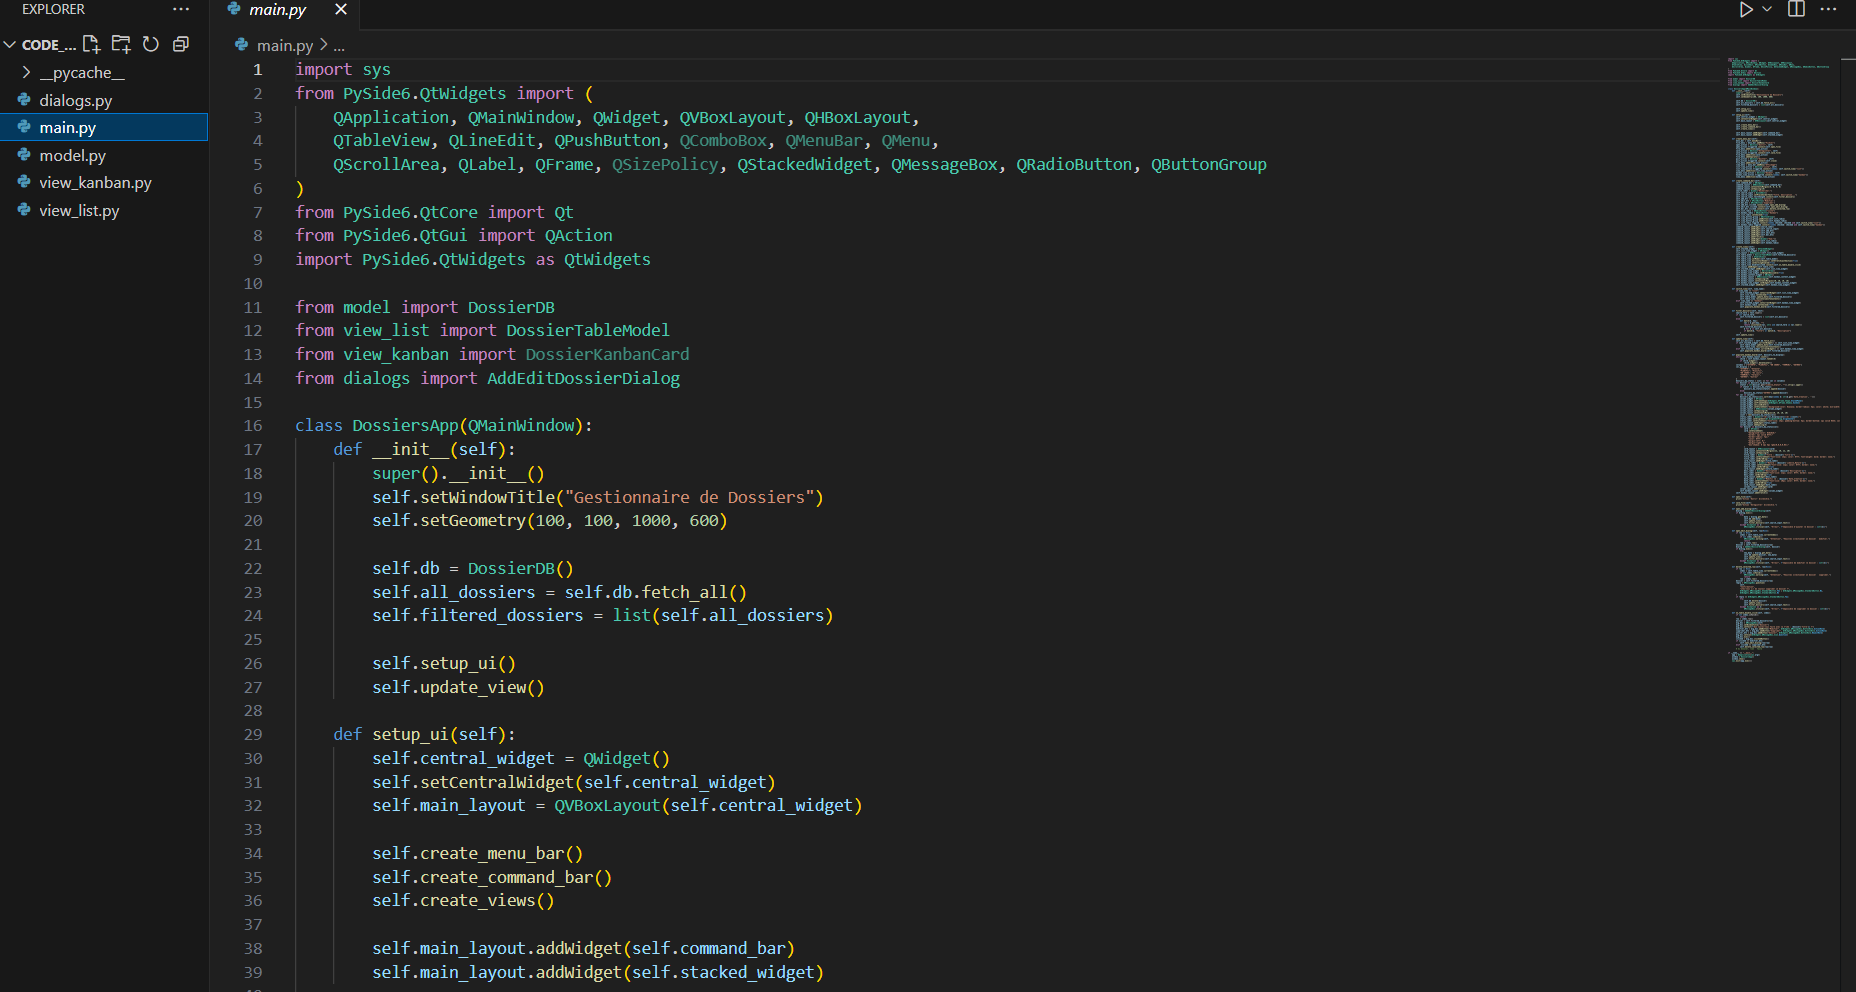 EXPLORER
CODE_...
__pycache__
dialogs.py
main.py
model.py
view_kanban.py
view_list.py
main.py
main.py > ...
1 import sys
2 from PySide6.QtWidgets import (
3     QApplication, QMainWindow, QWidget, QVBoxLayout, QHBoxLayout,
4     QTableView, QLineEdit, QPushButton, QComboBox, QMenuBar, QMenu,
5     QScrollArea, QLabel, QFrame, QSizePolicy, QStackedWidget, QMessageBox, QRadioButton, QButtonGroup
6 )
7 from PySide6.QtCore import Qt
8 from PySide6.QtGui import QAction
9 import PySide6.QtWidgets as QtWidgets
10
11 from model import DossierDB
12 from view_list import DossierTableModel
13 from view_kanban import DossierKanbanCard
14 from dialogs import AddEditDossierDialog
15
16 class DossiersApp(QMainWindow):
17     def __init__(self):
18         super().__init__()
19         self.setWindowTitle("Gestionnaire de Dossiers")
20         self.setGeometry(100, 100, 1000, 600)
21
22         self.db = DossierDB()
23         self.all_dossiers = self.db.fetch_all()
24         self.filtered_dossiers = list(self.all_dossiers)
25
26         self.setup_ui()
27         self.update_view()
28
29     def setup_ui(self):
30         self.central_widget = QWidget()
31         self.setCentralWidget(self.central_widget)
32         self.main_layout = QVBoxLayout(self.central_widget)
33
34         self.create_menu_bar()
35         self.create_command_bar()
36         self.create_views()
37
38         self.main_layout.addWidget(self.command_bar)
39         self.main_layout.addWidget(self.stacked_widget)